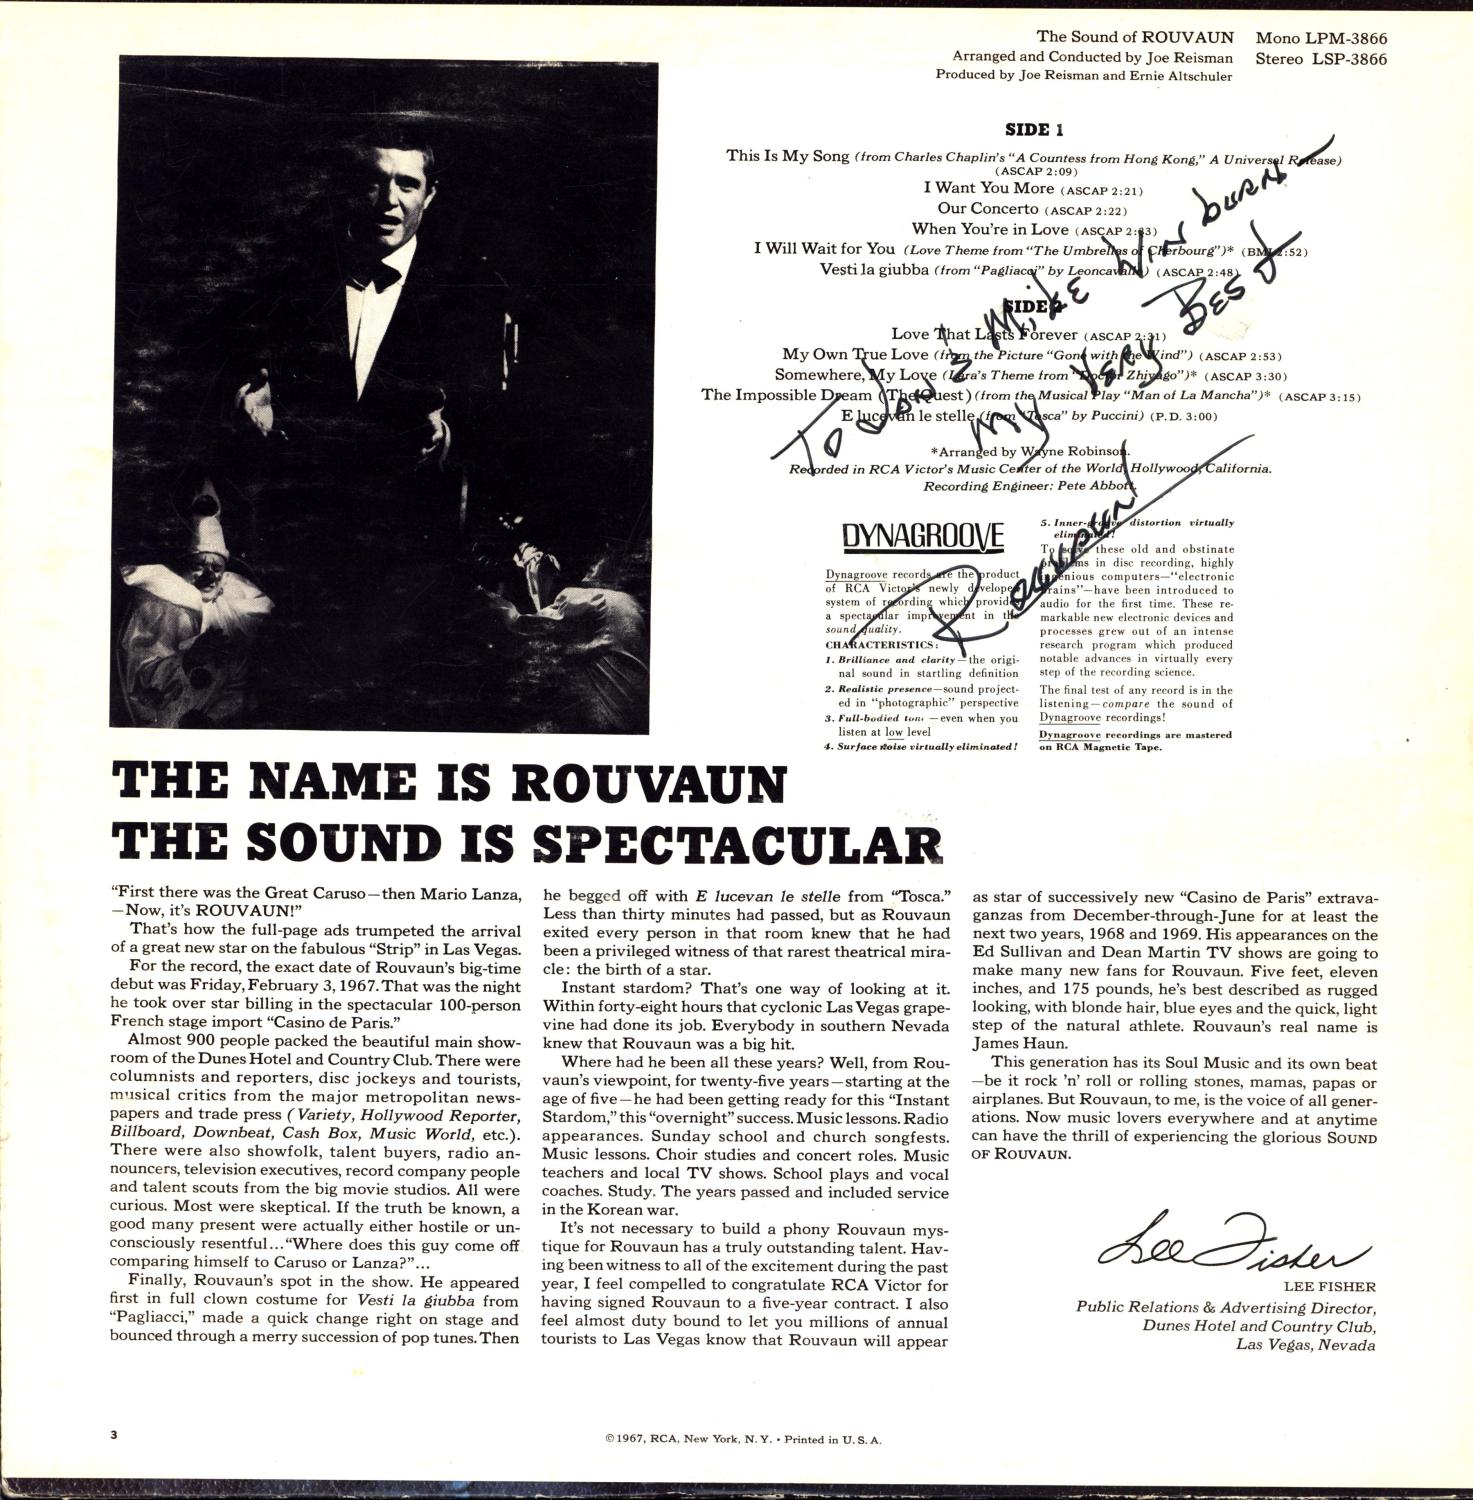 The Sound of ROUVAUN Mono LPM-3866
Arranged and Conducted by Joe Reisman Stereo LSP-3866
Produced by Joe Reisman and Ernie Altschuler
SIDE 1
This Is My Song (from Charles Chaplin's "A Countess from Hong Kong," A Universal Release)
(ASCAP 2:09)
I Want You More (ASCAP 2:21)
Our Concerto (ASCAP 2:22)
When You're in Love (ASCAP 2:33)
I Will Wait for You (Love Theme from "The Umbrellas of Cherbourg")* (BMI 2:52)
Vesti la giubba (from "Pagliacci" by Leoncavallo) (ASCAP 2:48)
SIDE 2
Love That Lasts Forever (ASCAP 2:31)
My Own True Love (from the Picture "Gone with the Wind") (ASCAP 2:53)
Somewhere, My Love (Lara's Theme from "Doctor Zhivago")* (ASCAP 3:30)
The Impossible Dream (The Quest) (from the Musical Play "Man of La Mancha")* (ASCAP 3:15)
E lucevan le stelle (from "Tosca" by Puccini) (P.D. 3:00)
*Arranged by Wayne Robinson.
Recorded in RCA Victor's Music Center of the World, Hollywood, California.
Recording Engineer: Pete Abbott.
To Jon & Mike Winburn—
My Very Best
Rouvaun!
DYNAGROOVE
Dynagroove records are the product
of RCA Victor's newly developed
system of recording which provides
a spectacular improvement in the
sound quality.
CHARACTERISTICS:
1. Brilliance and clarity—the origi-
nal sound in startling definition
2. Realistic presence—sound project-
ed in "photographic" perspective
3. Full-bodied tone—even when you
listen at low level
4. Surface noise virtually eliminated!
5. Inner-groove distortion virtually
eliminated!
To solve these old and obstinate
problems in disc recording, highly
ingenious computers—"electronic
brains"—have been introduced to
audio for the first time. These re-
markable new electronic devices and
processes grew out of an intense
research program which produced
notable advances in virtually every
step of the recording science.
The final test of any record is in the
listening—compare the sound of
Dynagroove recordings!
Dynagroove recordings are mastered
on RCA Magnetic Tape.
THE NAME IS ROUVAUN
THE SOUND IS SPECTACULAR
"First there was the Great Caruso—then Mario Lanza,
—Now, it's ROUVAUN!"
That's how the full-page ads trumpeted the arrival
of a great new star on the fabulous "Strip" in Las Vegas.
For the record, the exact date of Rouvaun's big-time
debut was Friday, February 3, 1967. That was the night
he took over star billing in the spectacular 100-person
French stage import "Casino de Paris."
Almost 900 people packed the beautiful main show-
room of the Dunes Hotel and Country Club. There were
columnists and reporters, disc jockeys and tourists,
musical critics from the major metropolitan news-
papers and trade press (Variety, Hollywood Reporter,
Billboard, Downbeat, Cash Box, Music World, etc.).
There were also showfolk, talent buyers, radio an-
nouncers, television executives, record company people
and talent scouts from the big movie studios. All were
curious. Most were skeptical. If the truth be known, a
good many present were actually either hostile or un-
consciously resentful..."Where does this guy come off
comparing himself to Caruso or Lanza?"...
Finally, Rouvaun's spot in the show. He appeared
first in full clown costume for Vesti la giubba from
"Pagliacci," made a quick change right on stage and
bounced through a merry succession of pop tunes. Then
he begged off with E lucevan le stelle from "Tosca."
Less than thirty minutes had passed, but as Rouvaun
exited every person in that room knew that he had
been a privileged witness of that rarest theatrical mira-
cle: the birth of a star.
Instant stardom? That's one way of looking at it.
Within forty-eight hours that cyclonic Las Vegas grape-
vine had done its job. Everybody in southern Nevada
knew that Rouvaun was a big hit.
Where had he been all these years? Well, from Rou-
vaun's viewpoint, for twenty-five years—starting at the
age of five—he had been getting ready for this "Instant
Stardom," this "overnight" success. Music lessons. Radio
appearances. Sunday school and church songfests.
Music lessons. Choir studies and concert roles. Music
teachers and local TV shows. School plays and vocal
coaches. Study. The years passed and included service
in the Korean war.
It's not necessary to build a phony Rouvaun mys-
tique for Rouvaun has a truly outstanding talent. Hav-
ing been witness to all of the excitement during the past
year, I feel compelled to congratulate RCA Victor for
having signed Rouvaun to a five-year contract. I also
feel almost duty bound to let you millions of annual
tourists to Las Vegas know that Rouvaun will appear
as star of successively new "Casino de Paris" extrava-
ganzas from December-through-June for at least the
next two years, 1968 and 1969. His appearances on the
Ed Sullivan and Dean Martin TV shows are going to
make many new fans for Rouvaun. Five feet, eleven
inches, and 175 pounds, he's best described as rugged
looking, with blonde hair, blue eyes and the quick, light
step of the natural athlete. Rouvaun's real name is
James Haun.
This generation has its Soul Music and its own beat
—be it rock 'n' roll or rolling stones, mamas, papas or
airplanes. But Rouvaun, to me, is the voice of all gener-
ations. Now music lovers everywhere and at anytime
can have the thrill of experiencing the glorious SOUND
OF ROUVAUN.
Lee Fisher
LEE FISHER
Public Relations & Advertising Director,
Dunes Hotel and Country Club,
Las Vegas, Nevada
3
©1967, RCA, New York, N.Y. • Printed in U.S.A.